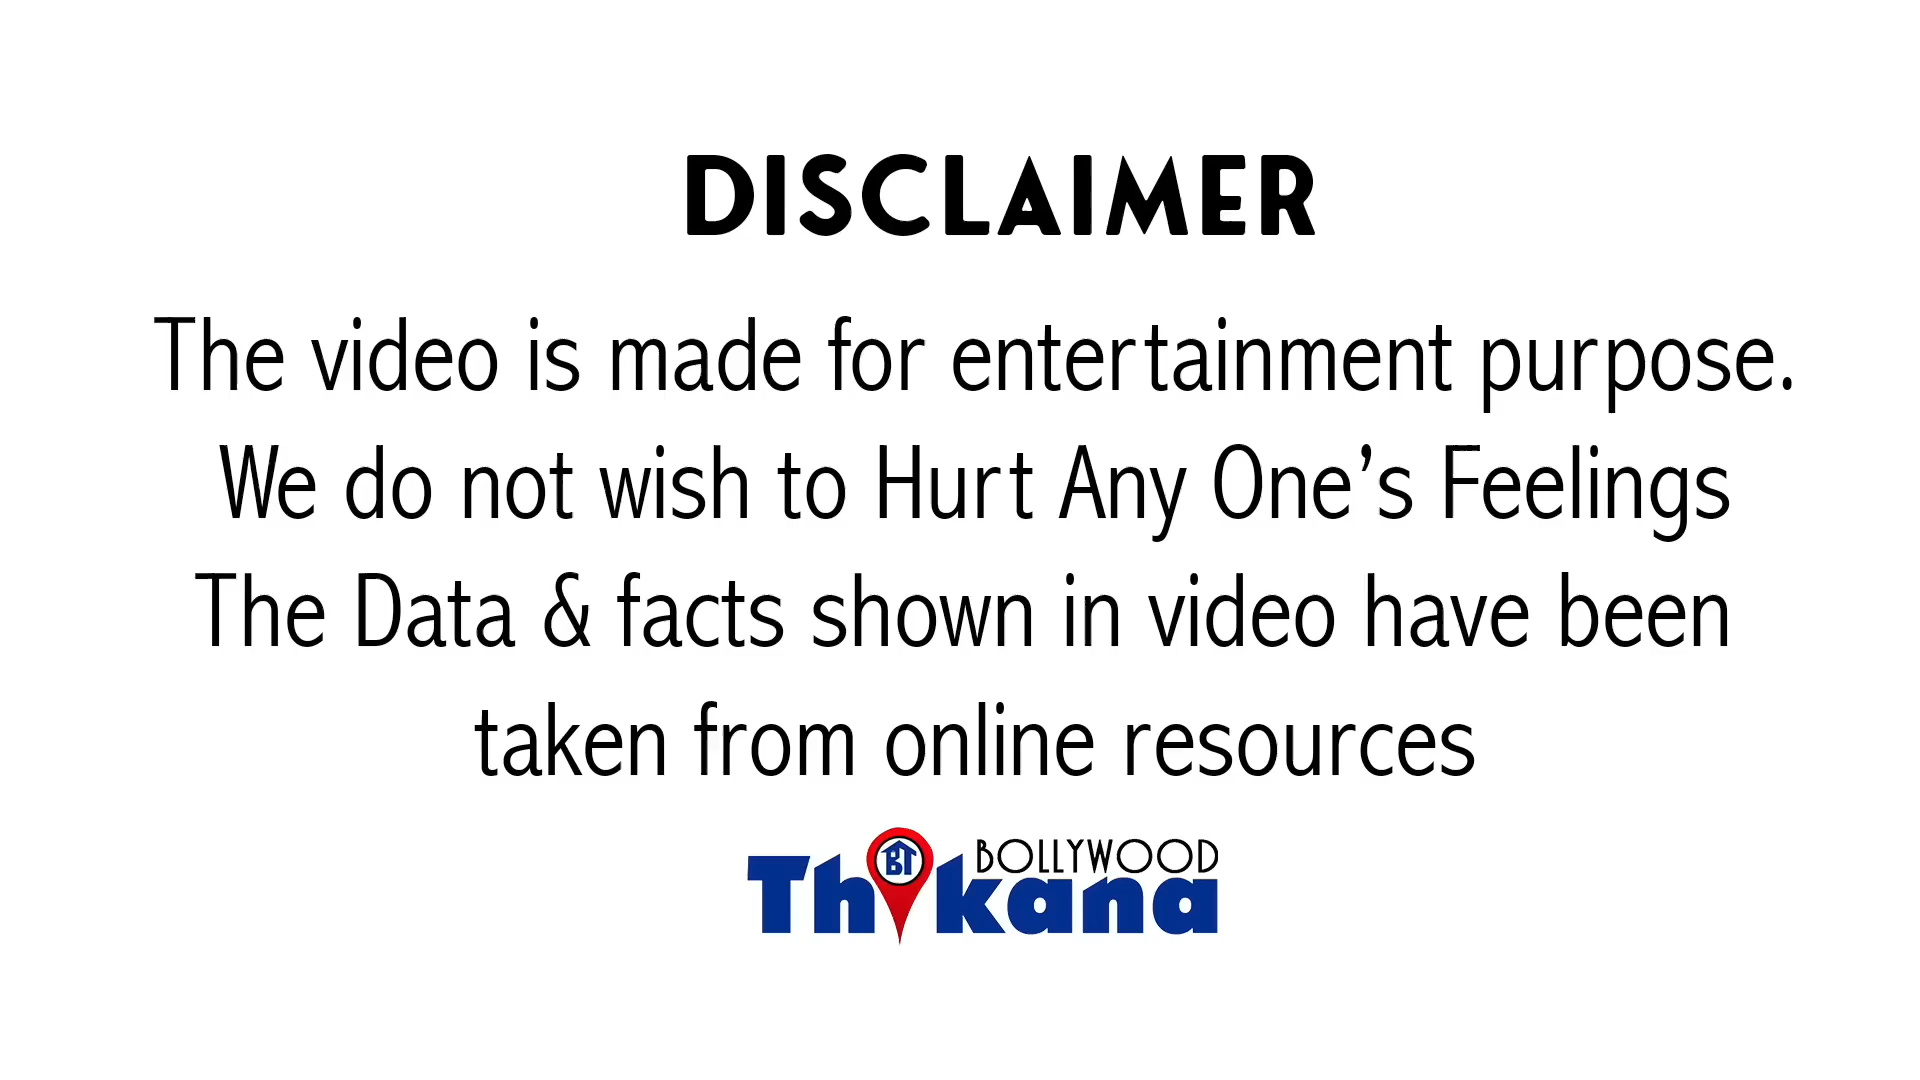 DISCLAIMER
The video is made for entertainment purpose.
We do not wish to Hurt Any One’s Feelings
The Data & facts shown in video have been
taken from online resources
BT
BOLLYWOOD
Thikana